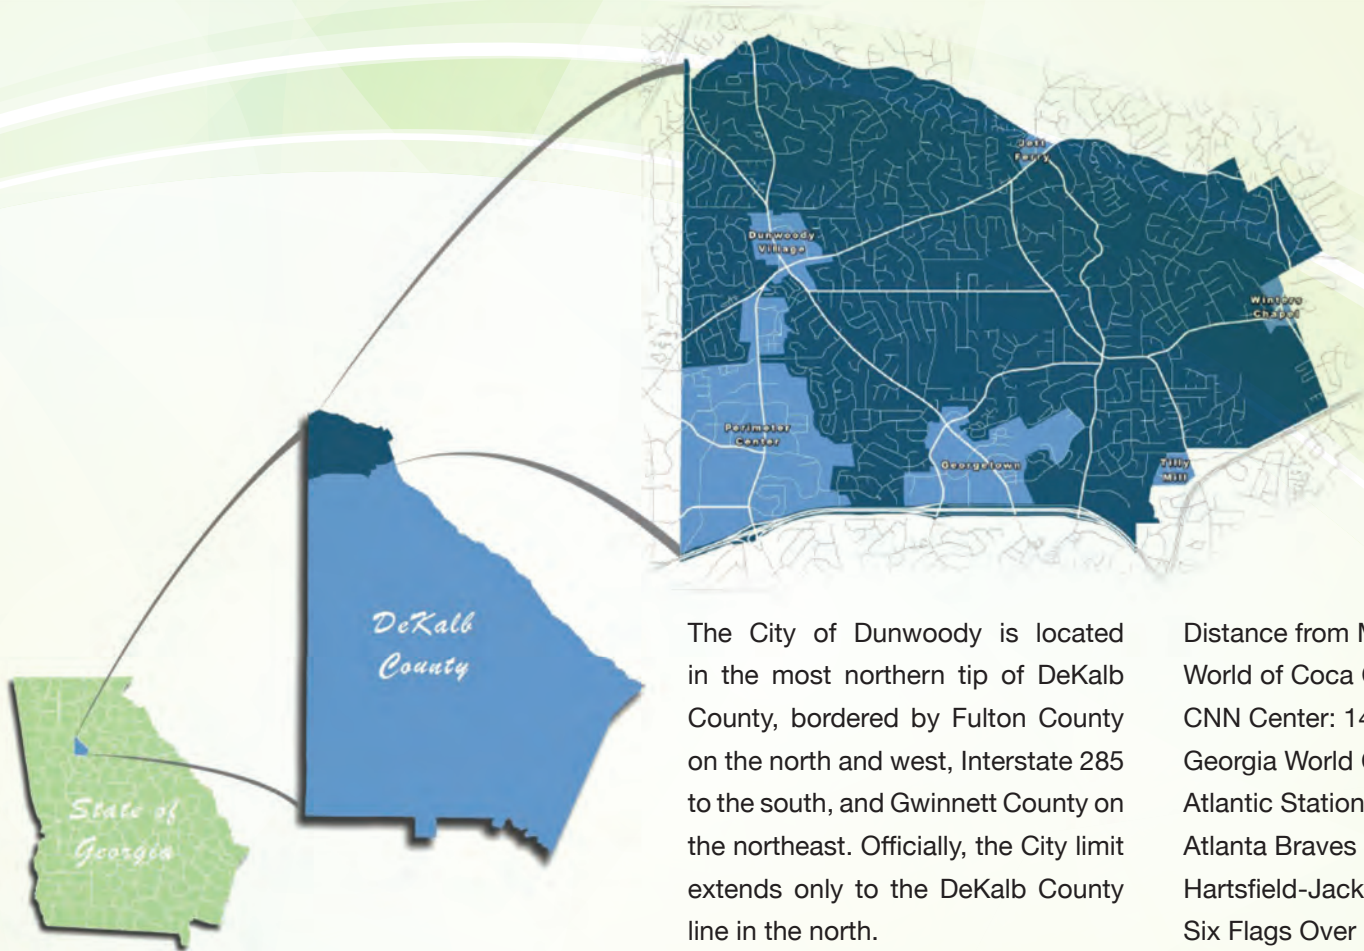 Jett
Ferry
Dunwoody
Village
Winters
Chapel
Perimeter
Center
Georgetown
Tilly
Mill
DeKalb
County
State of
Georgia
The City of Dunwoody is located
in the most northern tip of DeKalb
County, bordered by Fulton County
on the north and west, Interstate 285
to the south, and Gwinnett County on
the northeast. Officially, the City limit
extends only to the DeKalb County
line in the north.
Distance from
World of Coca
CNN Center: 14
Georgia World
Atlantic Station
Atlanta Braves
Hartsfield-Jack
Six Flags Over